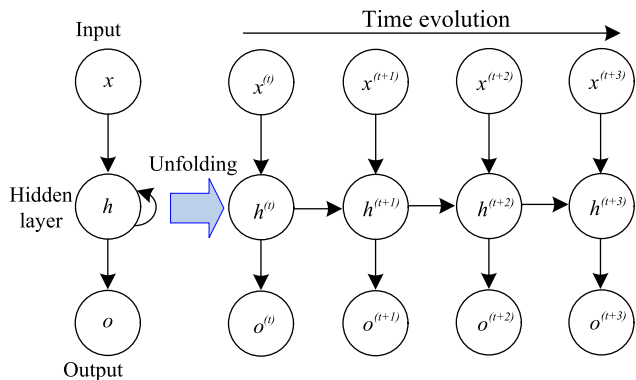 Input
Time evolution
x
x^(t)
x^(t+1)
x^(t+2)
x^(t+3)
Unfolding
Hidden
layer
h
h^(t)
h^(t+1)
h^(t+2)
h^(t+3)
o
o^(t)
o^(t+1)
o^(t+2)
o^(t+3)
Output